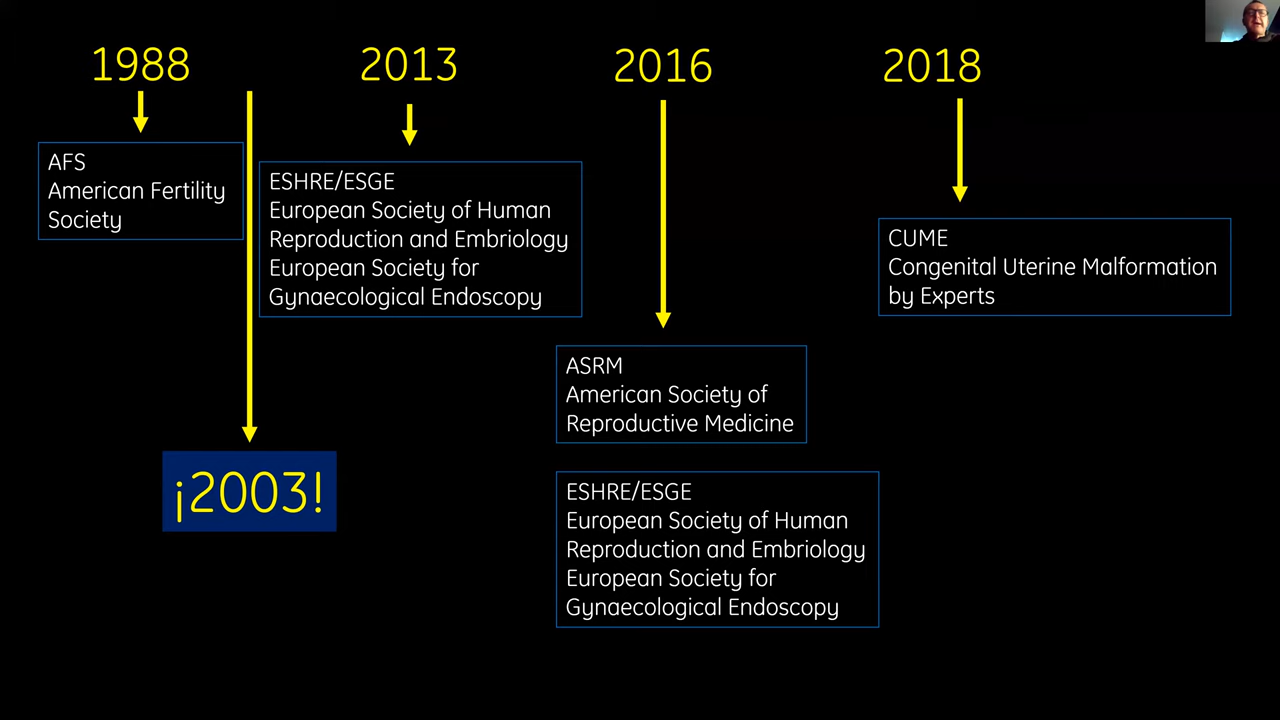 1988
2013
2016
2018
AFS
American Fertility
Society
ESHRE/ESGE
European Society of Human
Reproduction and Embriology
European Society for
Gynaecological Endoscopy
CUME
Congenital Uterine Malformation
by Experts
ASRM
American Society of
Reproductive Medicine
¡2003!
ESHRE/ESGE
European Society of Human
Reproduction and Embriology
European Society for
Gynaecological Endoscopy